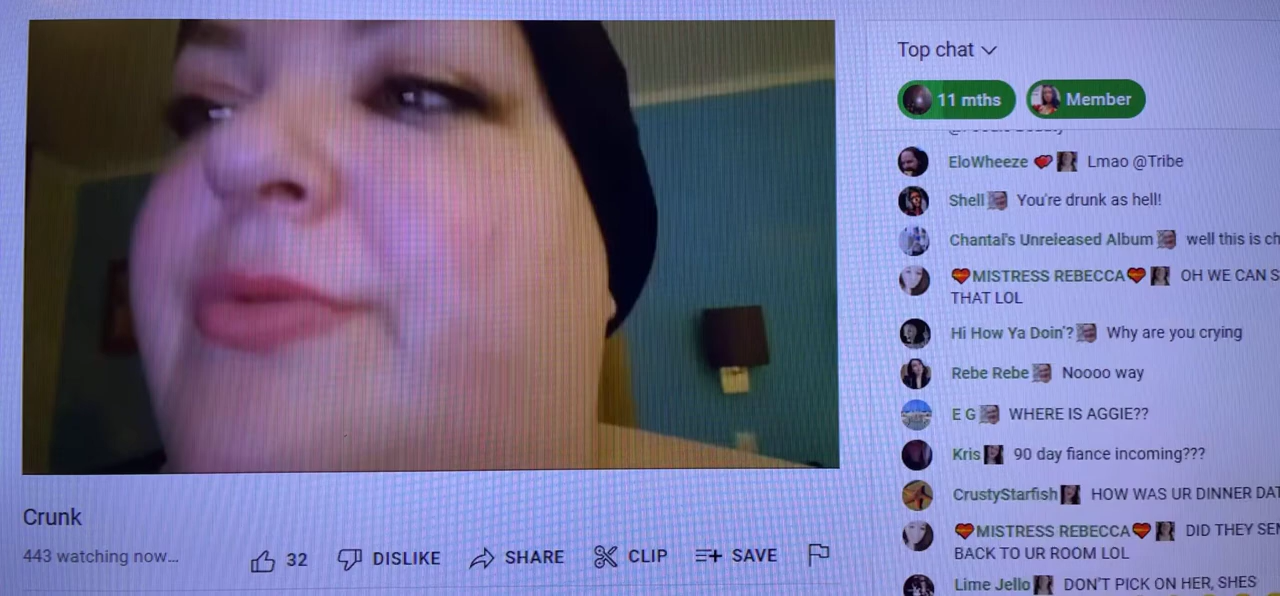 Top chat
11 mths
Member
EloWheeze Lmao @Tribe
Shell You're drunk as hell!
Chantal's Unreleased Album well this is
MISTRESS REBECCA OH WE CAN
THAT LOL
Hi How Ya Doin'? Why are you crying
Rebe Rebe Noooo way
E G WHERE IS AGGIE??
Kris 90 day fiance incoming???
CrustyStarfish HOW WAS UR DINNER
MISTRESS REBECCA DID THEY
BACK TO UR ROOM LOL
Lime Jello DON'T PICK ON HER, SHES
Crunk
443 watching now...
32
DISLIKE
SHARE
CLIP
SAVE